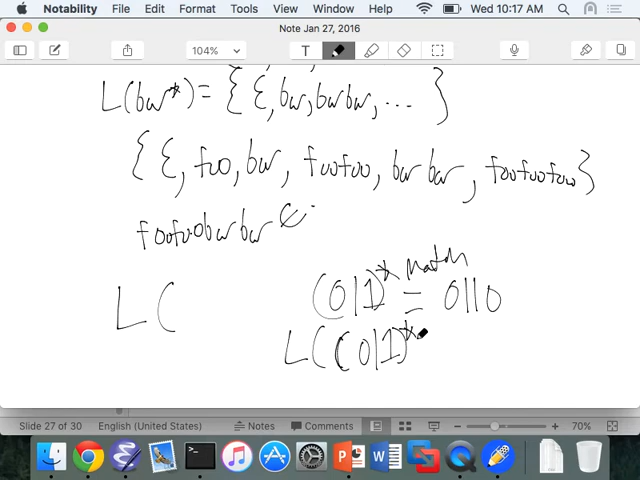 Notability File Edit Tools View Window Help Wed 10:17 AM
Note Jan 27, 2016
104% T
L(bar*) = { ε, bar, barbar, ... }
{ ε, foo, bar, foofoo, barbar, foofoofoo}
foofoobarbar ∈
(0|1)* match = 0110
L(
L((0|1)*
Slide 27 of 30 English (United States) Notes Comments 70%